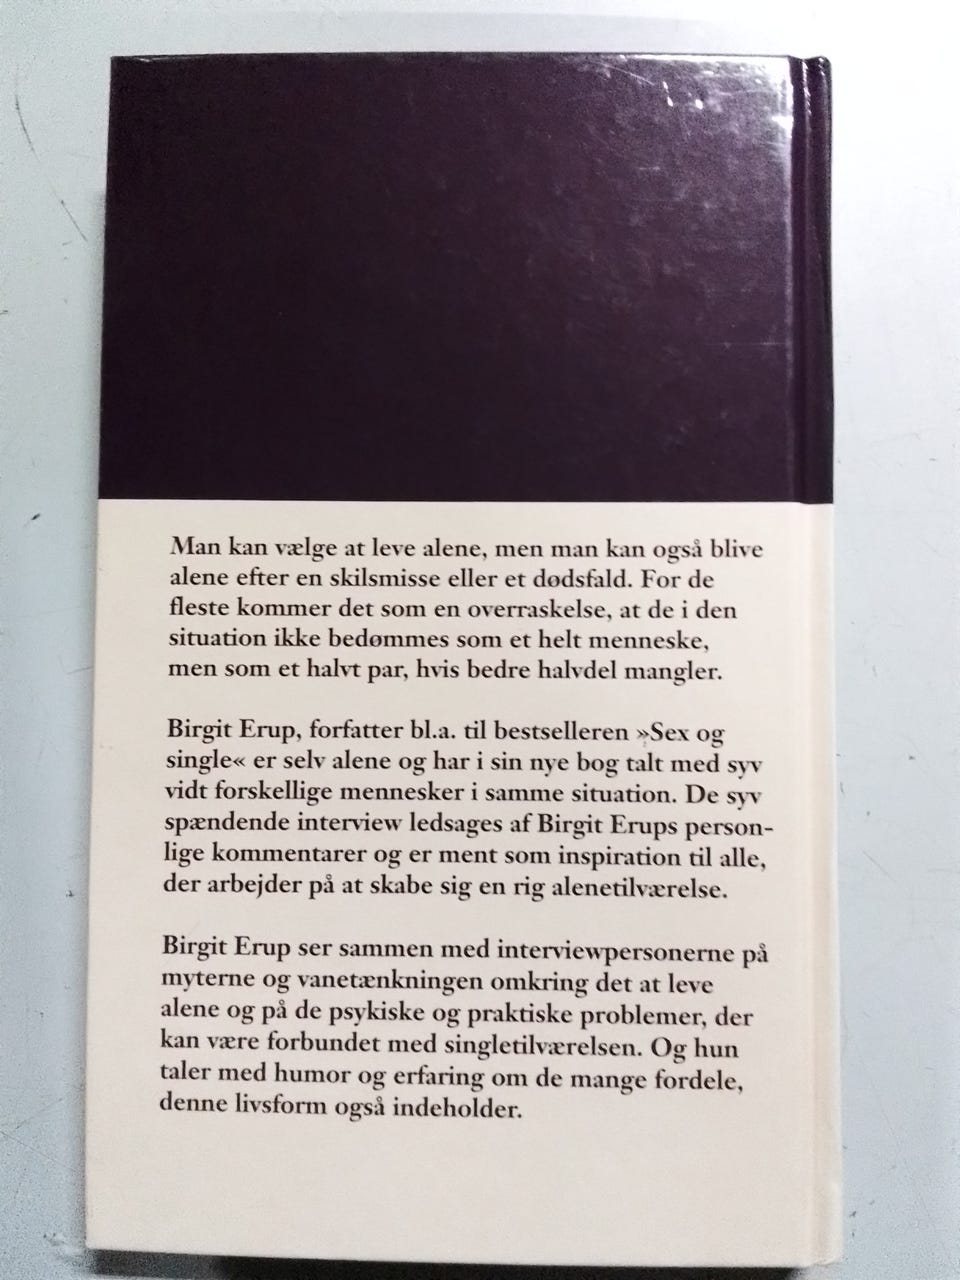 Man kan vælge at leve alene, men man kan også blive
alene efter en skilsmisse eller et dødsfald. For de
fleste kommer det som en overraskelse, at de i den
situation ikke bedømmes som et helt menneske,
men som et halvt par, hvis bedre halvdel mangler.
Birgit Erup, forfatter bl.a. til bestselleren »Sex og
single« er selv alene og har i sin nye bog talt med syv
vidt forskellige mennesker i samme situation. De syv
spændende interview ledsages af Birgit Erups person-
lige kommentarer og er ment som inspiration til alle,
der arbejder på at skabe sig en rig alenetilværelse.
Birgit Erup ser sammen med interviewpersonerne på
myterne og vanetænkningen omkring det at leve
alene og på de psykiske og praktiske problemer, der
kan være forbundet med singletilværelsen. Og hun
taler med humor og erfaring om de mange fordele,
denne livsform også indeholder.